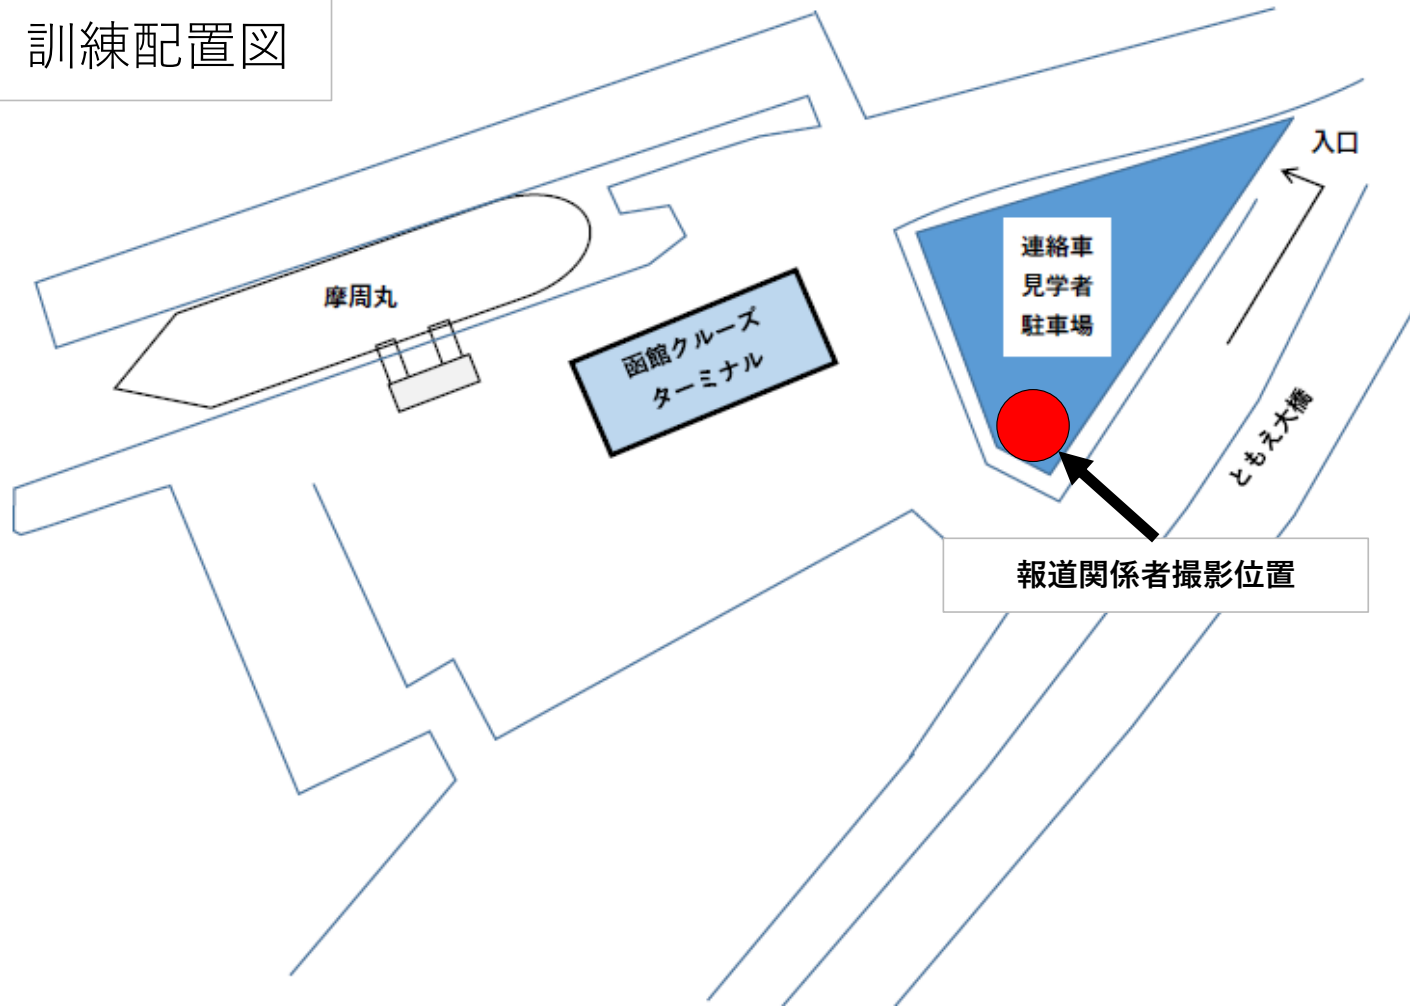 訓練配置図
入口
連絡車
見学者
駐車場
摩周丸
函館クルーズ
ターミナル
ともえ大橋
報道関係者撮影位置